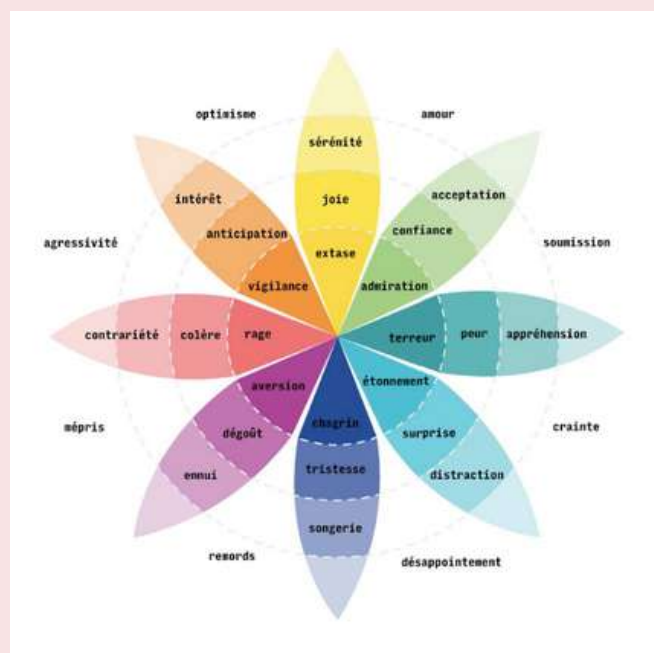 optimisme
amour
sérénité
intérêt
acceptation
joie
anticipation
confiance
agressivité
soumission
extase
vigilance
admiration
contrariété
colère
rage
terreur
peur
appréhension
aversion
étonnement
mépris
chagrin
crainte
dégoût
surprise
ennui
tristesse
distraction
songerie
remords
désappointement